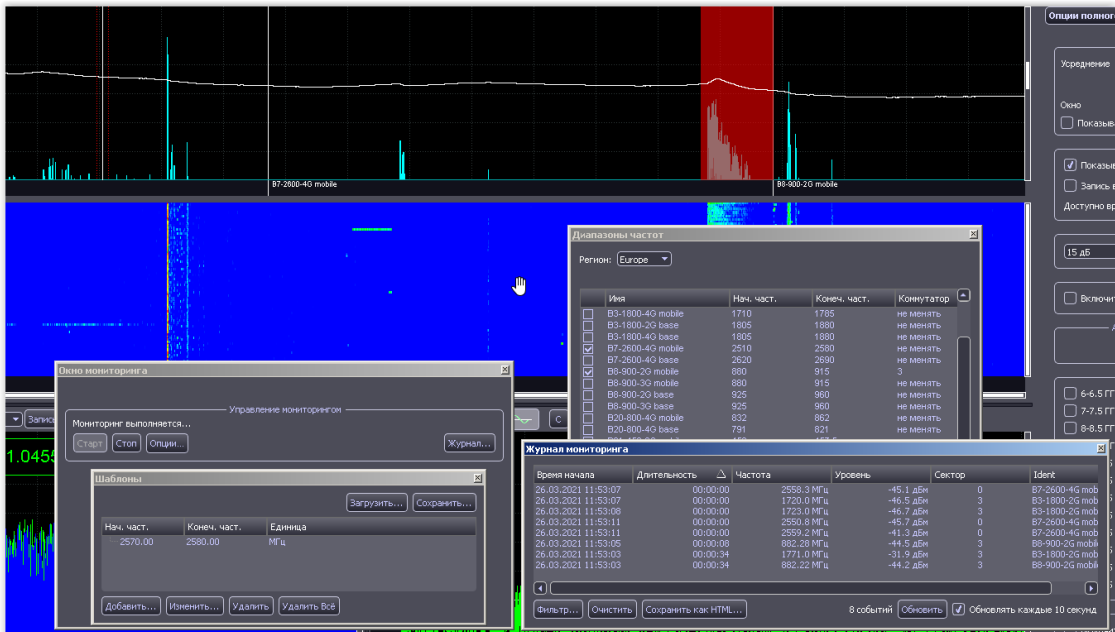 Опции полного
Усреднение
Окно
Показыва
B7-2600-4G mobile
B8-900-2G mobile
Показыв
Запись в
Доступно вр
15 дБ
Включит
6-6.5 ГГ
7-7.5 ГГ
8-8.5 ГГ
Диапазоны частот
Регион: Europe
Имя Нач. част. Конеч. част. Коммутатор
B3-1800-4G mobile 1710 1785 не менять
B3-1800-2G base 1805 1880 не менять
B3-1800-4G base 1805 1880 не менять
B7-2600-4G mobile 2510 2580 не менять
B7-2600-4G base 2620 2690 не менять
B8-900-2G mobile 880 915 3
B8-900-3G mobile 880 915 не менять
B8-900-2G base 925 960 не менять
B8-900-3G base 925 960 не менять
B20-800-4G mobile 832 862 не менять
B20-800-4G base 791 821 не менять
Окно мониторинга
Управление мониторингом
Мониторинг выполняется...
Старт Стоп Опции... Журнал...
Запис
С
1.0455
Шаблоны
Загрузить... Сохранить...
Нач. част. Конеч. част. Единица
2570.00 2580.00 МГц
Добавить... Изменить... Удалить Удалить Всё
Журнал мониторинга
Время начала Длительность Частота Уровень Сектор Ident
26.03.2021 11:53:07 00:00:00 2558.3 МГц -45.1 дБм 0 B7-2600-4G mob
26.03.2021 11:53:07 00:00:00 1720.0 МГц -46.5 дБм 3 B3-1800-2G mob
26.03.2021 11:53:08 00:00:00 1723.0 МГц -46.7 дБм 3 B3-1800-2G mob
26.03.2021 11:53:11 00:00:00 2550.8 МГц -45.7 дБм 0 B7-2600-4G mob
26.03.2021 11:53:11 00:00:00 2559.2 МГц -41.3 дБм 0 B7-2600-4G mob
26.03.2021 11:53:05 00:00:08 882.28 МГц -44.5 дБм 3 B8-900-2G mobil
26.03.2021 11:53:03 00:00:34 1771.0 МГц -31.9 дБм 3 B3-1800-2G mob
26.03.2021 11:53:03 00:00:34 882.22 МГц -44.2 дБм 3 B8-900-2G mobil
Фильтр... Очистить Сохранить как HTML... 8 событий Обновить Обновлять каждые 10 секунд